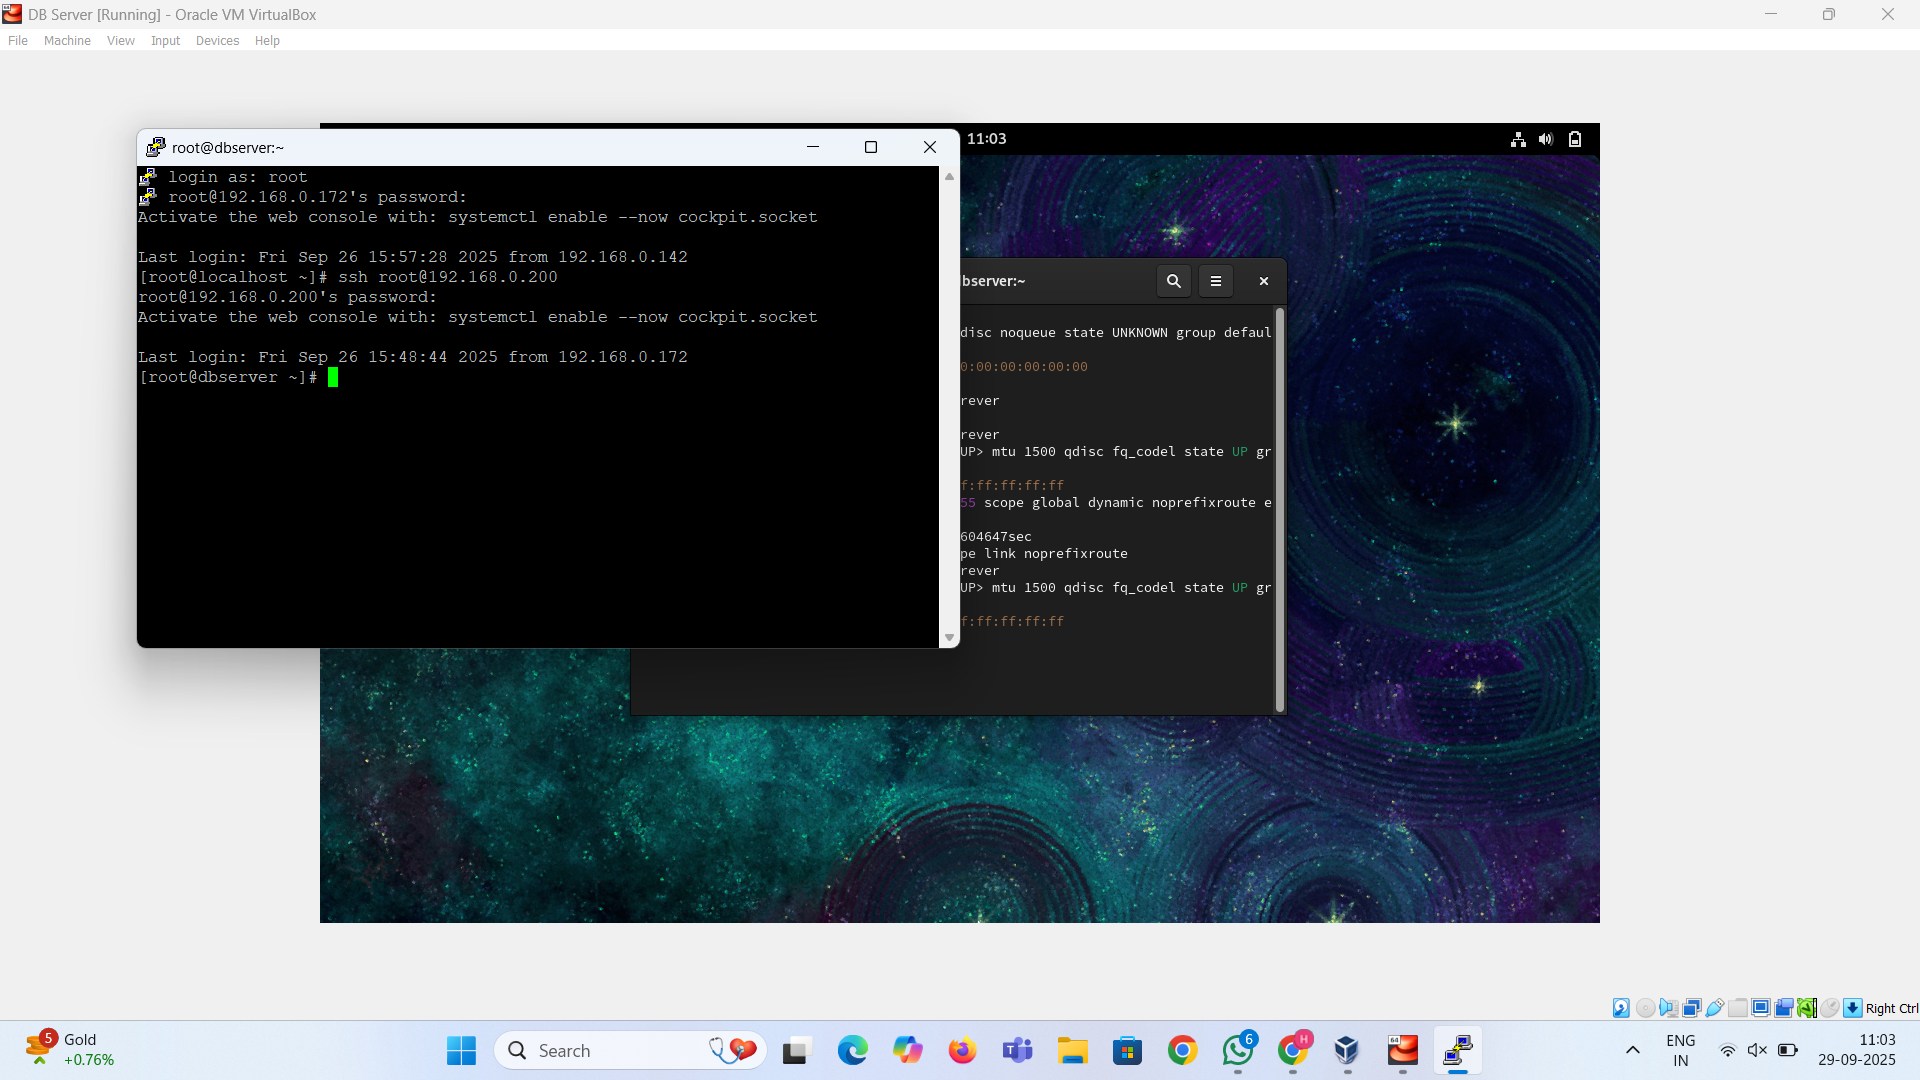 DB Server [Running] - Oracle VM VirtualBox
File Machine View Input Devices Help
11:03
root@dbserver:~
login as: root
root@192.168.0.172's password:
Activate the web console with: systemctl enable --now cockpit.socket
Last login: Fri Sep 26 15:57:28 2025 from 192.168.0.142
[root@localhost ~]# ssh root@192.168.0.200
root@192.168.0.200's password:
Activate the web console with: systemctl enable --now cockpit.socket
Last login: Fri Sep 26 15:48:44 2025 from 192.168.0.172
[root@dbserver ~]#
bserver:~
disc noqueue state UNKNOWN group defaul
0:00:00:00:00:00
rever
rever
UP> mtu 1500 qdisc fq_codel state UP gr
f:ff:ff:ff:ff
55 scope global dynamic noprefixroute e
604647sec
pe link noprefixroute
rever
UP> mtu 1500 qdisc fq_codel state UP gr
f:ff:ff:ff:ff
Right Ctrl
5
Gold
+0.76%
Search
6
H
64
ENG
IN
11:03
29-09-2025